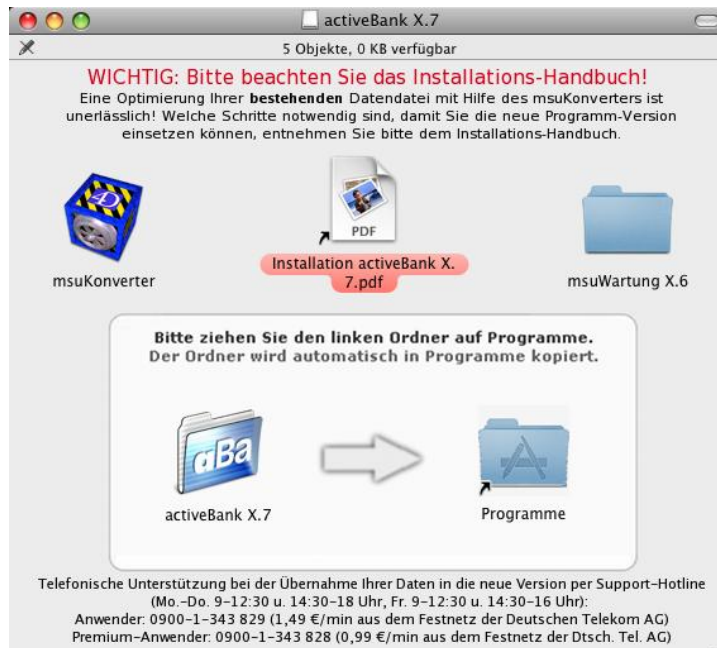 activeBank X.7
5 Objekte, 0 KB verfügbar
WICHTIG: Bitte beachten Sie das Installations-Handbuch!
Eine Optimierung Ihrer bestehenden Datendatei mit Hilfe des msuKonverters ist
unerlässlich! Welche Schritte notwendig sind, damit Sie die neue Programm-Version
einsetzen können, entnehmen Sie bitte dem Installations-Handbuch.
4D
PDF
msuKonverter
Installation activeBank X.
7.pdf
msuWartung X.6
Bitte ziehen Sie den linken Ordner auf Programme.
Der Ordner wird automatisch in Programme kopiert.
aBa
activeBank X.7
Programme
Telefonische Unterstützung bei der Übernahme Ihrer Daten in die neue Version per Support-Hotline
(Mo.-Do. 9-12:30 u. 14:30-18 Uhr, Fr. 9-12:30 u. 14:30-16 Uhr):
Anwender: 0900-1-343 829 (1,49 €/min aus dem Festnetz der Deutschen Telekom AG)
Premium-Anwender: 0900-1-343 828 (0,99 €/min aus dem Festnetz der Dtsch. Tel. AG)